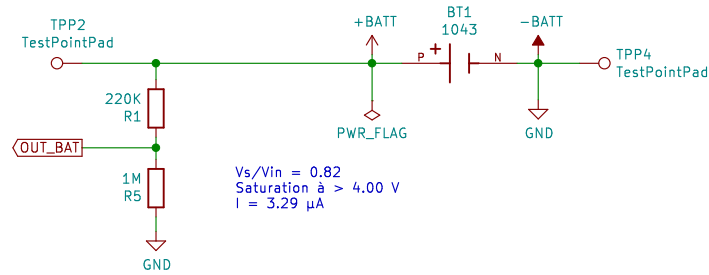 TPP2
TestPointPad
+BATT
BT1
1043
-BATT
P
+
N
TPP4
TestPointPad
220K
R1
PWR_FLAG
GND
OUT_BAT
1M
R5
Vs/Vin = 0.82
Saturation à > 4.00 V
I = 3.29 µA
GND